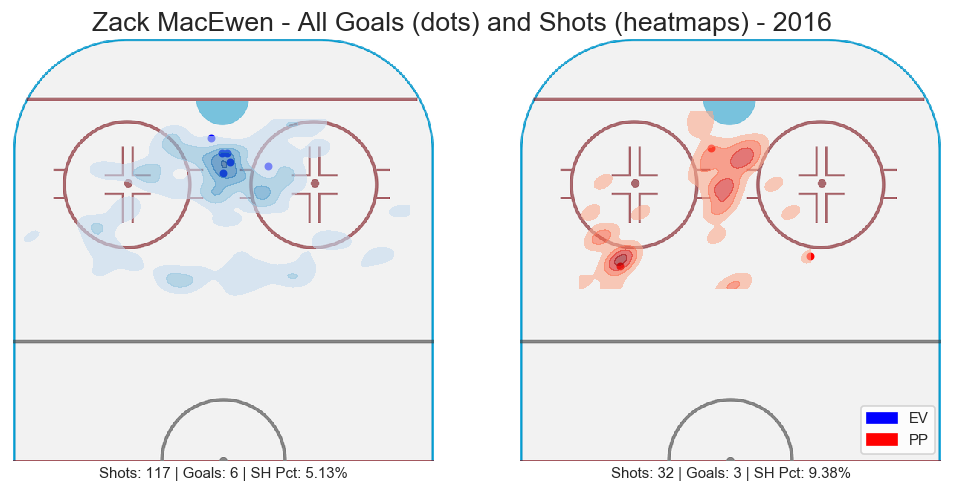 Zack MacEwen - All Goals (dots) and Shots (heatmaps) - 2016
EV
PP
Shots: 117 | Goals: 6 | SH Pct: 5.13%
Shots: 32 | Goals: 3 | SH Pct: 9.38%